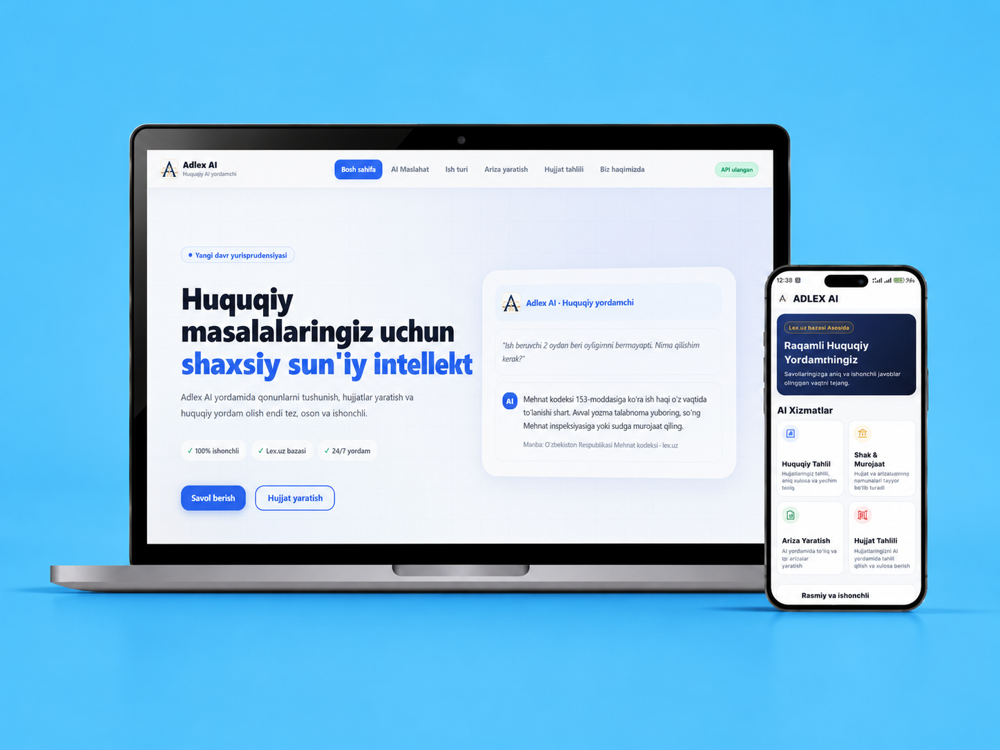 Adlex AI
Huquqiy AI yordamchi
Bosh sahifa
AI Maslahat
Ish turi
Ariza yaratish
Hujjat tahlili
Biz haqimizda
API ulangan
Yangi davr yurisprudensiyasi
Huquqiy
masalalaringiz uchun
shaxsiy sun'iy intellekt
Adlex AI yordamida qonunlarni tushunish, hujjatlar yaratish va
huquqiy yordam olish endi tez, oson va ishonchli.
✓ 100% ishonchli
✓ Lex.uz bazasi
✓ 24/7 yordam
Savol berish
Hujjat yaratish
Adlex AI · Huquqiy yordamchi
"Ish beruvchi 2 oydan beri oyligimni bermayapti. Nima qilishim
kerak?"
AI
Mehnat kodeksi 153-moddasiga ko'ra ish haqi o'z vaqtida
to'lanishi shart. Avval yozma talabnoma yuboring, so'ng
Mehnat inspeksiyasiga yoki sudga murojaat qiling.
Manba: O'zbekiston Respublikasi Mehnat kodeksi - lex.uz
12:38
ADLEX AI
Lex.uz bazasi Asosida
Raqamli Huquqiy
Savollaringizga aniq va ishonchli javoblar
vaqtni tejang.
AI Xizmatlar
Huquqiy Tahlil
Hujjatlaringiz tahlili,
aniq xulosa va yechim
Shak &
Murojaat
Hujjat va
namunalari tayyor
bo'lib turadi
Ariza Yaratish
AI yordamida to'liq va
arizalar
yaratish
Hujjat Tahlili
Hujjatlaringizni AI
yordamida tahlil
qilish va xulosa berish
Rasmiy va ishonchli